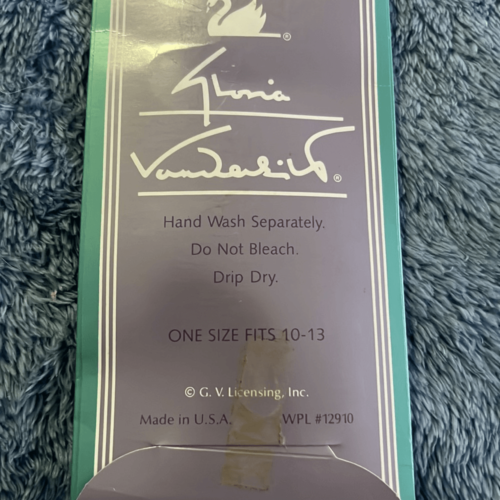 ®
Gloria
Vanderbilt®
Hand Wash Separately.
Do Not Bleach.
Drip Dry.
ONE SIZE FITS 10-13
© G. V. Licensing, Inc.
Made in U.S.A. WPL #12910